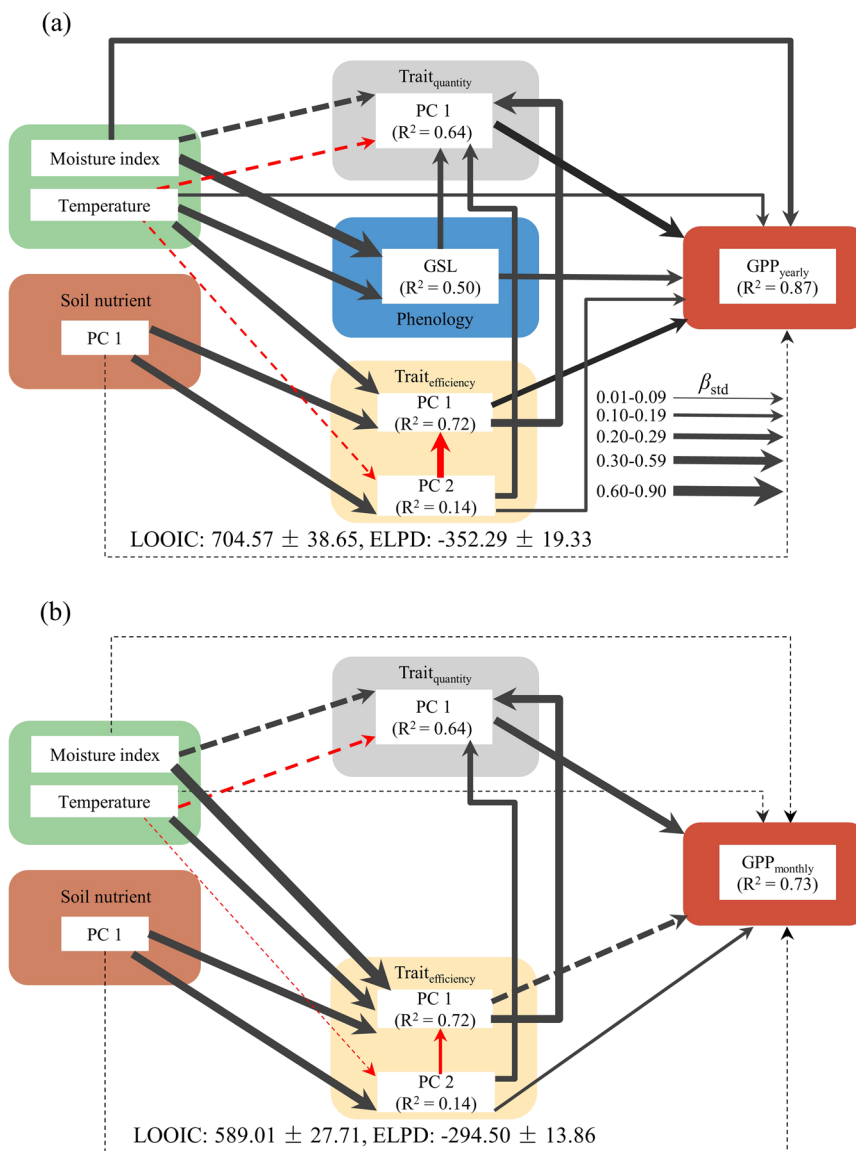 (a)
Trait_quantity
PC 1
(R² = 0.64)
Moisture index
Temperature
GSL
(R² = 0.50)
Phenology
GPP_yearly
(R² = 0.87)
Soil nutrient
PC 1
Trait_efficiency
PC 1
(R² = 0.72)
PC 2
(R² = 0.14)
β_std
0.01-0.09
0.10-0.19
0.20-0.29
0.30-0.59
0.60-0.90
LOOIC: 704.57 ± 38.65, ELPD: -352.29 ± 19.33
(b)
Trait_quantity
PC 1
(R² = 0.64)
Moisture index
Temperature
GPP_monthly
(R² = 0.73)
Soil nutrient
PC 1
Trait_efficiency
PC 1
(R² = 0.72)
PC 2
(R² = 0.14)
LOOIC: 589.01 ± 27.71, ELPD: -294.50 ± 13.86